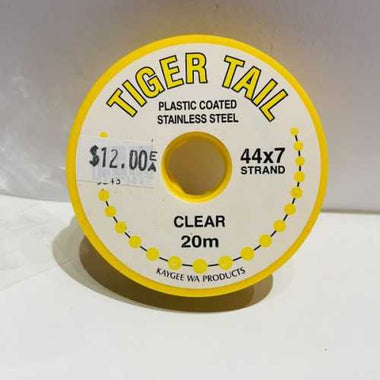 TIGER TAIL
PLASTIC COATED
STAINLESS STEEL
$12.00
44x7
STRAND
CLEAR
20m
KAYGEE WA PRODUCTS